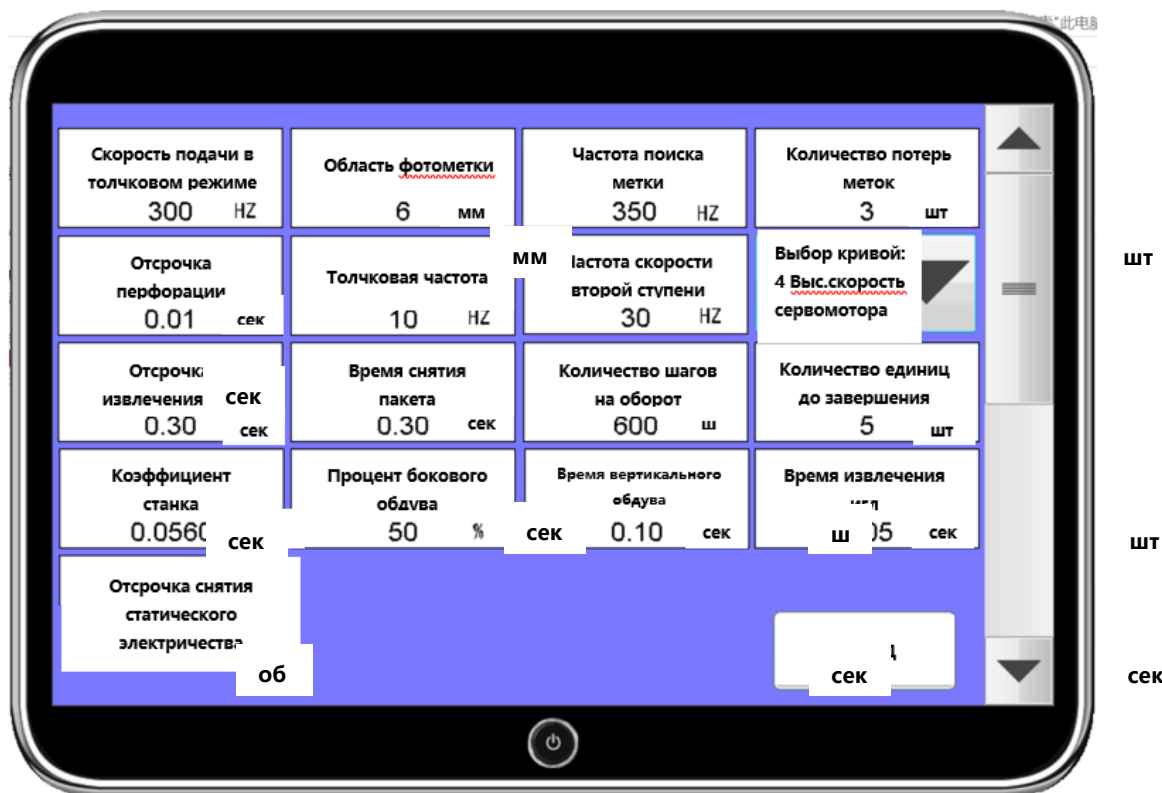 此电脑
Скорость подачи в
толчковом режиме
300 HZ
Область фотометки
6 мм
Частота поиска
метки
350 HZ
Количество потерь
меток
3 шт
Отсрочка
перфорации
0.01 сек
Толчковая частота
10 HZ
мм
частота скорости
второй ступени
30 HZ
Выбор кривой:
4 Выс.скорость
сервомотора
шт
Отсрочка
извлечения
сек
0.30 сек
Время снятия
пакета
0.30 сек
Количество шагов
на оборот
600 ш
Количество единиц
до завершения
5 шт
Коэффициент
станка
0.0560
сек
Процент бокового
обдува
50 %
сек
Время вертикального
обдува
0.10 сек
Время извлечения
ш
05 сек
шт
Отсрочка снятия
статического
электричества
об
сек
сек